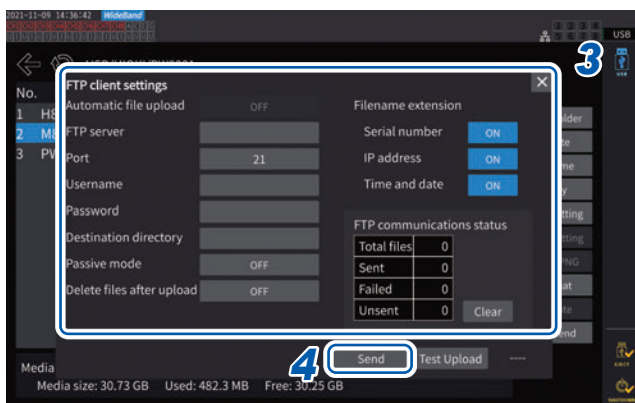 2021-11-09 14:36:42 WideBand
USB
3
No.
1
2
3
FTP client settings
Automatic file upload OFF
FTP server
Port 21
Username
Password
Destination directory
Passive mode OFF
Delete files after upload OFF
Filename extension
Serial number ON
IP address ON
Time and date ON
FTP communications status
Total files 0
Sent 0
Failed 0
Unsent 0 Clear
4
Send Test Upload ----
Media
Media size: 30.73 GB Used: 482.3 MB Free: 30.25 GB
EJECT
SHUTDOWN